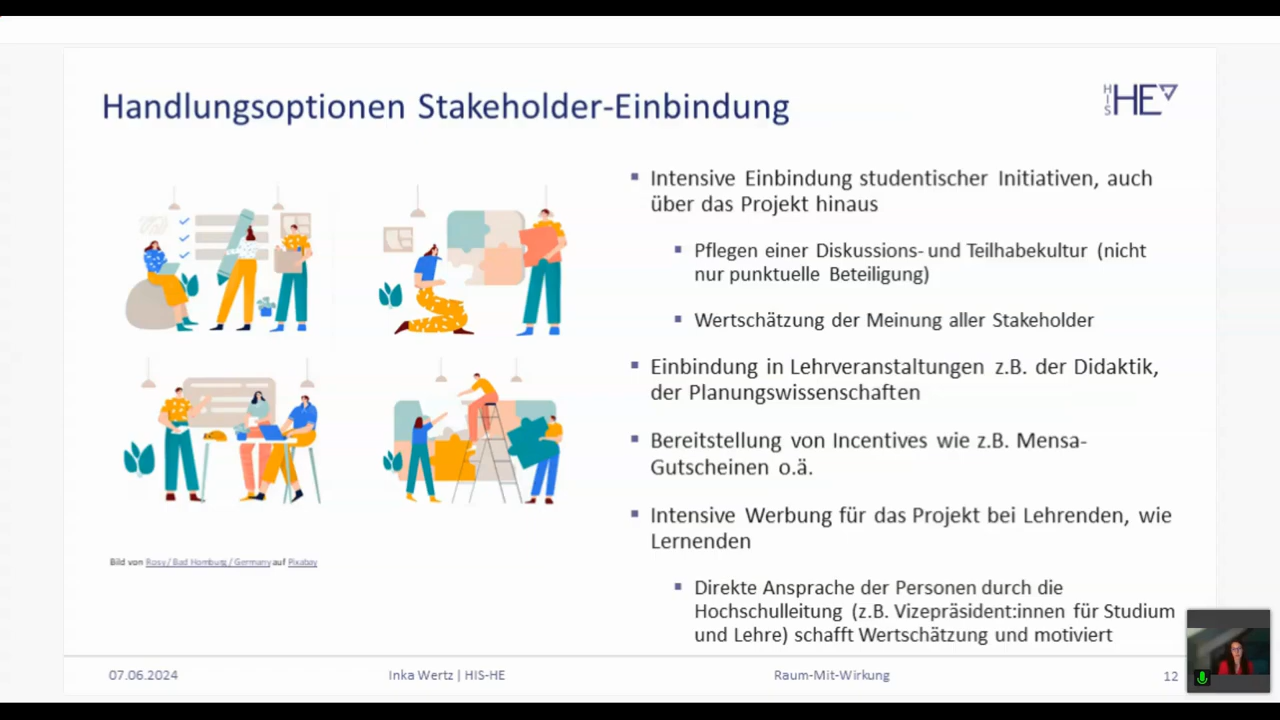 Handlungsoptionen Stakeholder-Einbindung
HIS HE
▪ Intensive Einbindung studentischer Initiativen, auch
über das Projekt hinaus
▪ Pflegen einer Diskussions- und Teilhabekultur (nicht
nur punktuelle Beteiligung)
▪ Wertschätzung der Meinung aller Stakeholder
▪ Einbindung in Lehrveranstaltungen z.B. der Didaktik,
der Planungswissenschaften
▪ Bereitstellung von Incentives wie z.B. Mensa-
Gutscheinen o.ä.
▪ Intensive Werbung für das Projekt bei Lehrenden, wie
Lernenden
▪ Direkte Ansprache der Personen durch die
Hochschulleitung (z.B. Vizepräsident:innen für Studium
und Lehre) schafft Wertschätzung und motiviert
Bild von Rosy / Bad Homburg / Germany auf Pixabay
07.06.2024
Inka Wertz | HIS-HE
Raum-Mit-Wirkung
12